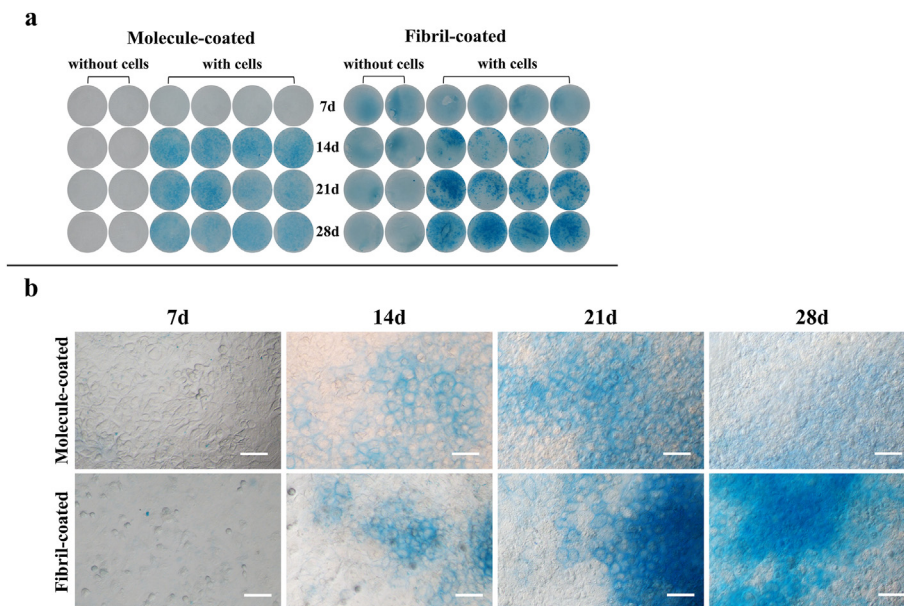 a
Molecule-coated
Fibril-coated
without cells
with cells
without cells
with cells
7d
14d
21d
28d
b
7d
14d
21d
28d
Molecule-coated
Fibril-coated